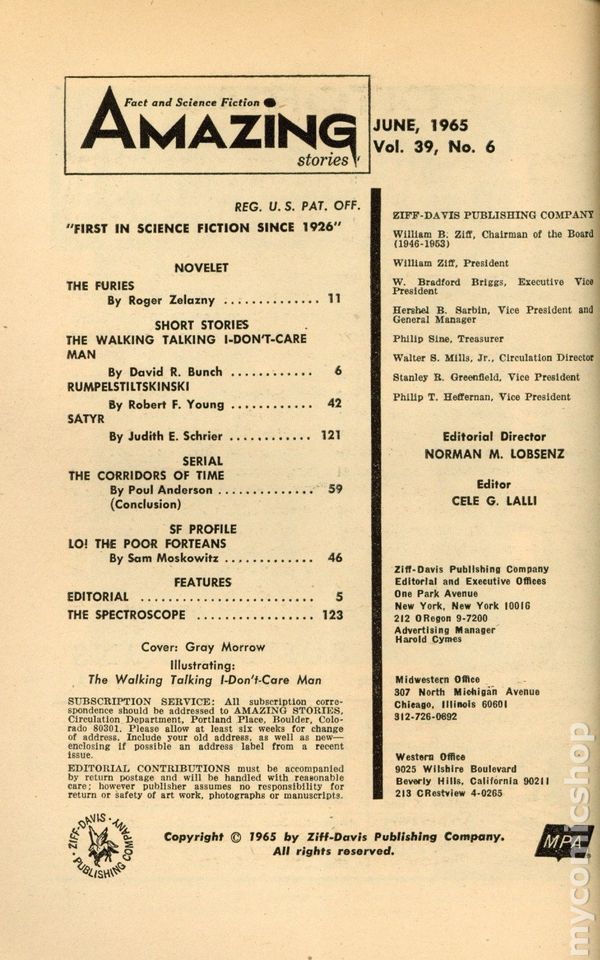 Fact and Science Fiction
AMAZING
stories
JUNE, 1965
Vol. 39, No. 6
REG. U. S. PAT. OFF.
"FIRST IN SCIENCE FICTION SINCE 1926"
NOVELET
THE FURIES
By Roger Zelazny .............. 11
SHORT STORIES
THE WALKING TALKING I-DON'T-CARE
MAN
By David R. Bunch ............ 6
RUMPELSTILTSKINSKI
By Robert F. Young ............ 42
SATYR
By Judith E. Schrier ............ 121
SERIAL
THE CORRIDORS OF TIME
By Poul Anderson .............. 59
(Conclusion)
SF PROFILE
LO! THE POOR FORTEANS
By Sam Moskowitz .............. 46
FEATURES
EDITORIAL ......................... 5
THE SPECTROSCOPE ................. 123
Cover: Gray Morrow
Illustrating:
The Walking Talking I-Don't-Care Man
SUBSCRIPTION SERVICE: All subscription corre-
spondence should be addressed to AMAZING STORIES,
Circulation Department, Portland Place, Boulder, Colo-
rado 80301. Please allow at least six weeks for change
of address. Include your old address, as well as new—
enclosing if possible an address label from a recent
issue.
EDITORIAL CONTRIBUTIONS must be accompanied
by return postage and will be handled with reasonable
care; however publisher assumes no responsibility for
return or safety of art work, photographs or manuscripts.
ZIFF-DAVIS PUBLISHING COMPANY
William B. Ziff, Chairman of the Board
(1946-1953)
William Ziff, President
W. Bradford Briggs, Executive Vice
President
Hershel B. Sarbin, Vice President and
General Manager
Philip Sine, Treasurer
Walter S. Mills, Jr., Circulation Director
Stanley R. Greenfield, Vice President
Philip T. Heffernan, Vice President
Editorial Director
NORMAN M. LOBSENZ
Editor
CELE G. LALLI
Ziff-Davis Publishing Company
Editorial and Executive Offices
One Park Avenue
New York, New York 10016
212 ORegon 9-7200
Advertising Manager
Harold Cymes
Midwestern Office
307 North Michigan Avenue
Chicago, Illinois 60601
312-726-0892
Western Office
9025 Wilshire Boulevard
Beverly Hills, California 90211
213 CRestview 4-0265
ZIFF-DAVIS PUBLISHING COMPANY
Copyright © 1965 by Ziff-Davis Publishing Company.
All rights reserved.
MPA
mycomicshop